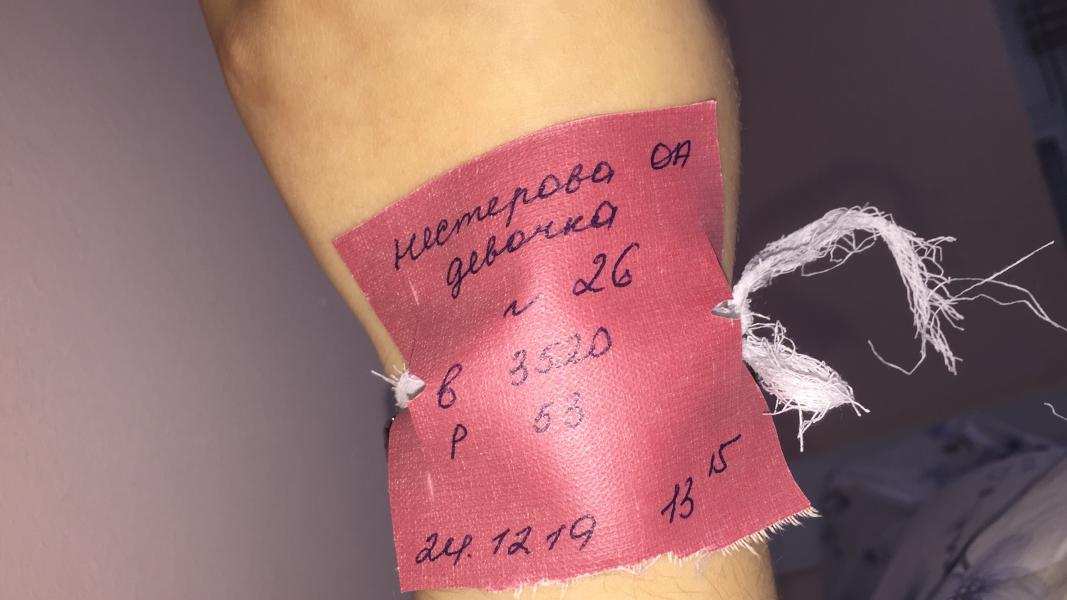 Нестерова ОА
девочка
N 26
В 3520
Р 53
24.12.19 13 15